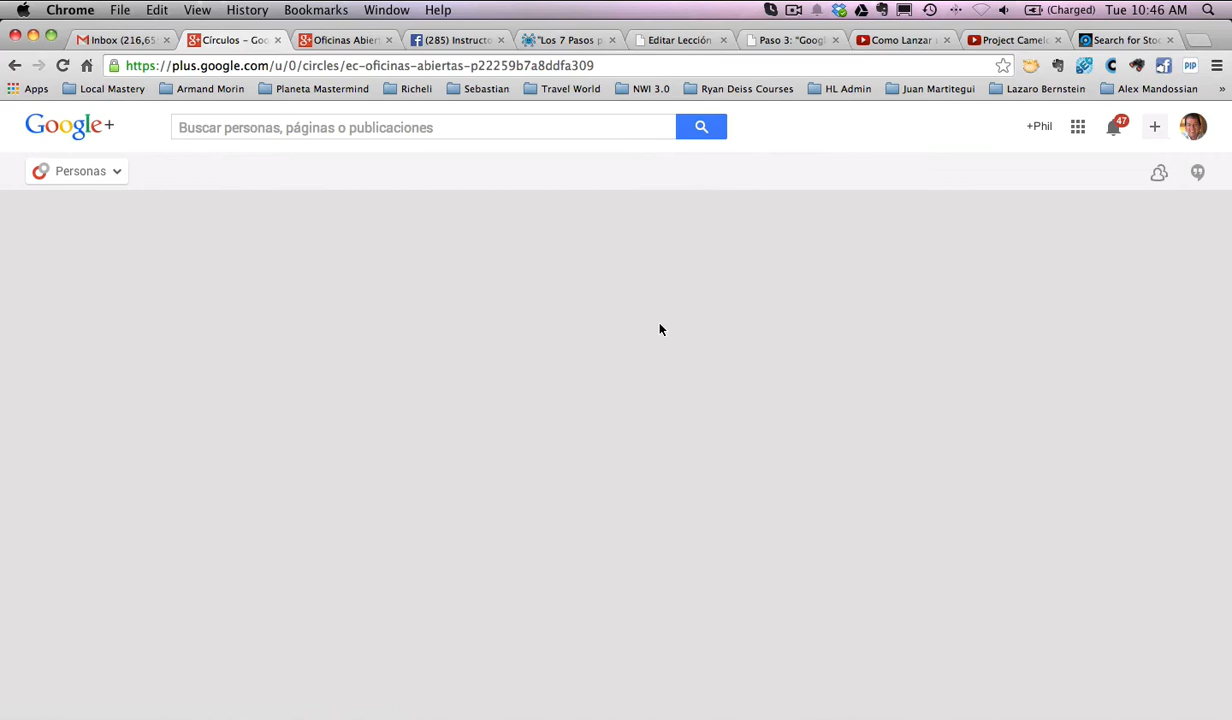 Chrome File Edit View History Bookmarks Window Help (Charged) Tue 10:46 AM
Inbox (216,65 Círculos – Goo Oficinas Abier (285) Instructo "Los 7 Pasos p Editar Lección Paso 3: "Googl Como Lanzar Project Camelo Search for Stoc
https://plus.google.com/u/0/circles/ec-oficinas-abiertas-p22259b7a8ddfa309 PIP
Apps Local Mastery Armand Morin Planeta Mastermind Richeli Sebastian Travel World NWI 3.0 Ryan Deiss Courses HL Admin Juan Martitegui Lazaro Bernstein Alex Mandossian »
Google+ Buscar personas, páginas o publicaciones +Phil 47
Personas